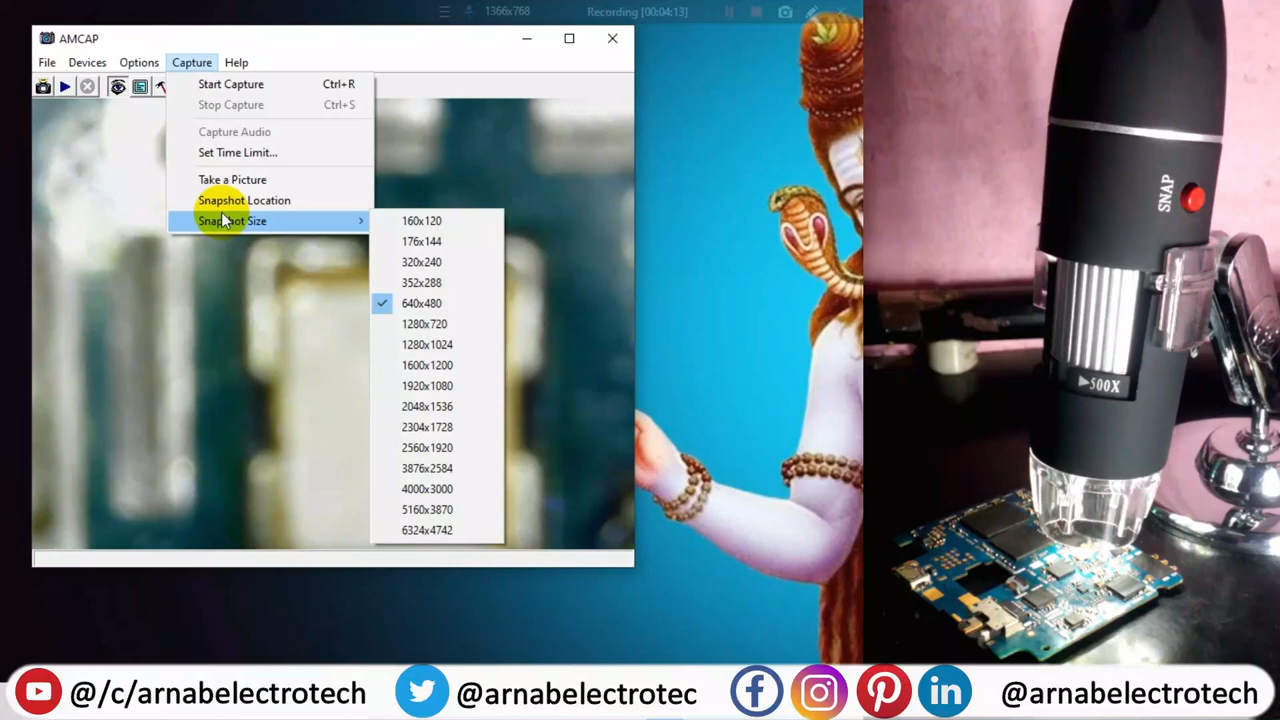 1366x768
Recording [00:04:13]
AMCAP
File Devices Options Capture Help
Start Capture Ctrl+R
Stop Capture Ctrl+S
Capture Audio
Set Time Limit...
Take a Picture
Snapshot Location
Snapshot Size
160x120
176x144
320x240
352x288
640x480
1280x720
1280x1024
1600x1200
1920x1080
2048x1536
2304x1728
2560x1920
3876x2584
4000x3000
5160x3870
6324x4742
SNAP
▶500X
@/c/arnabelectrotech
@arnabelectrotec
@arnabelectrotech